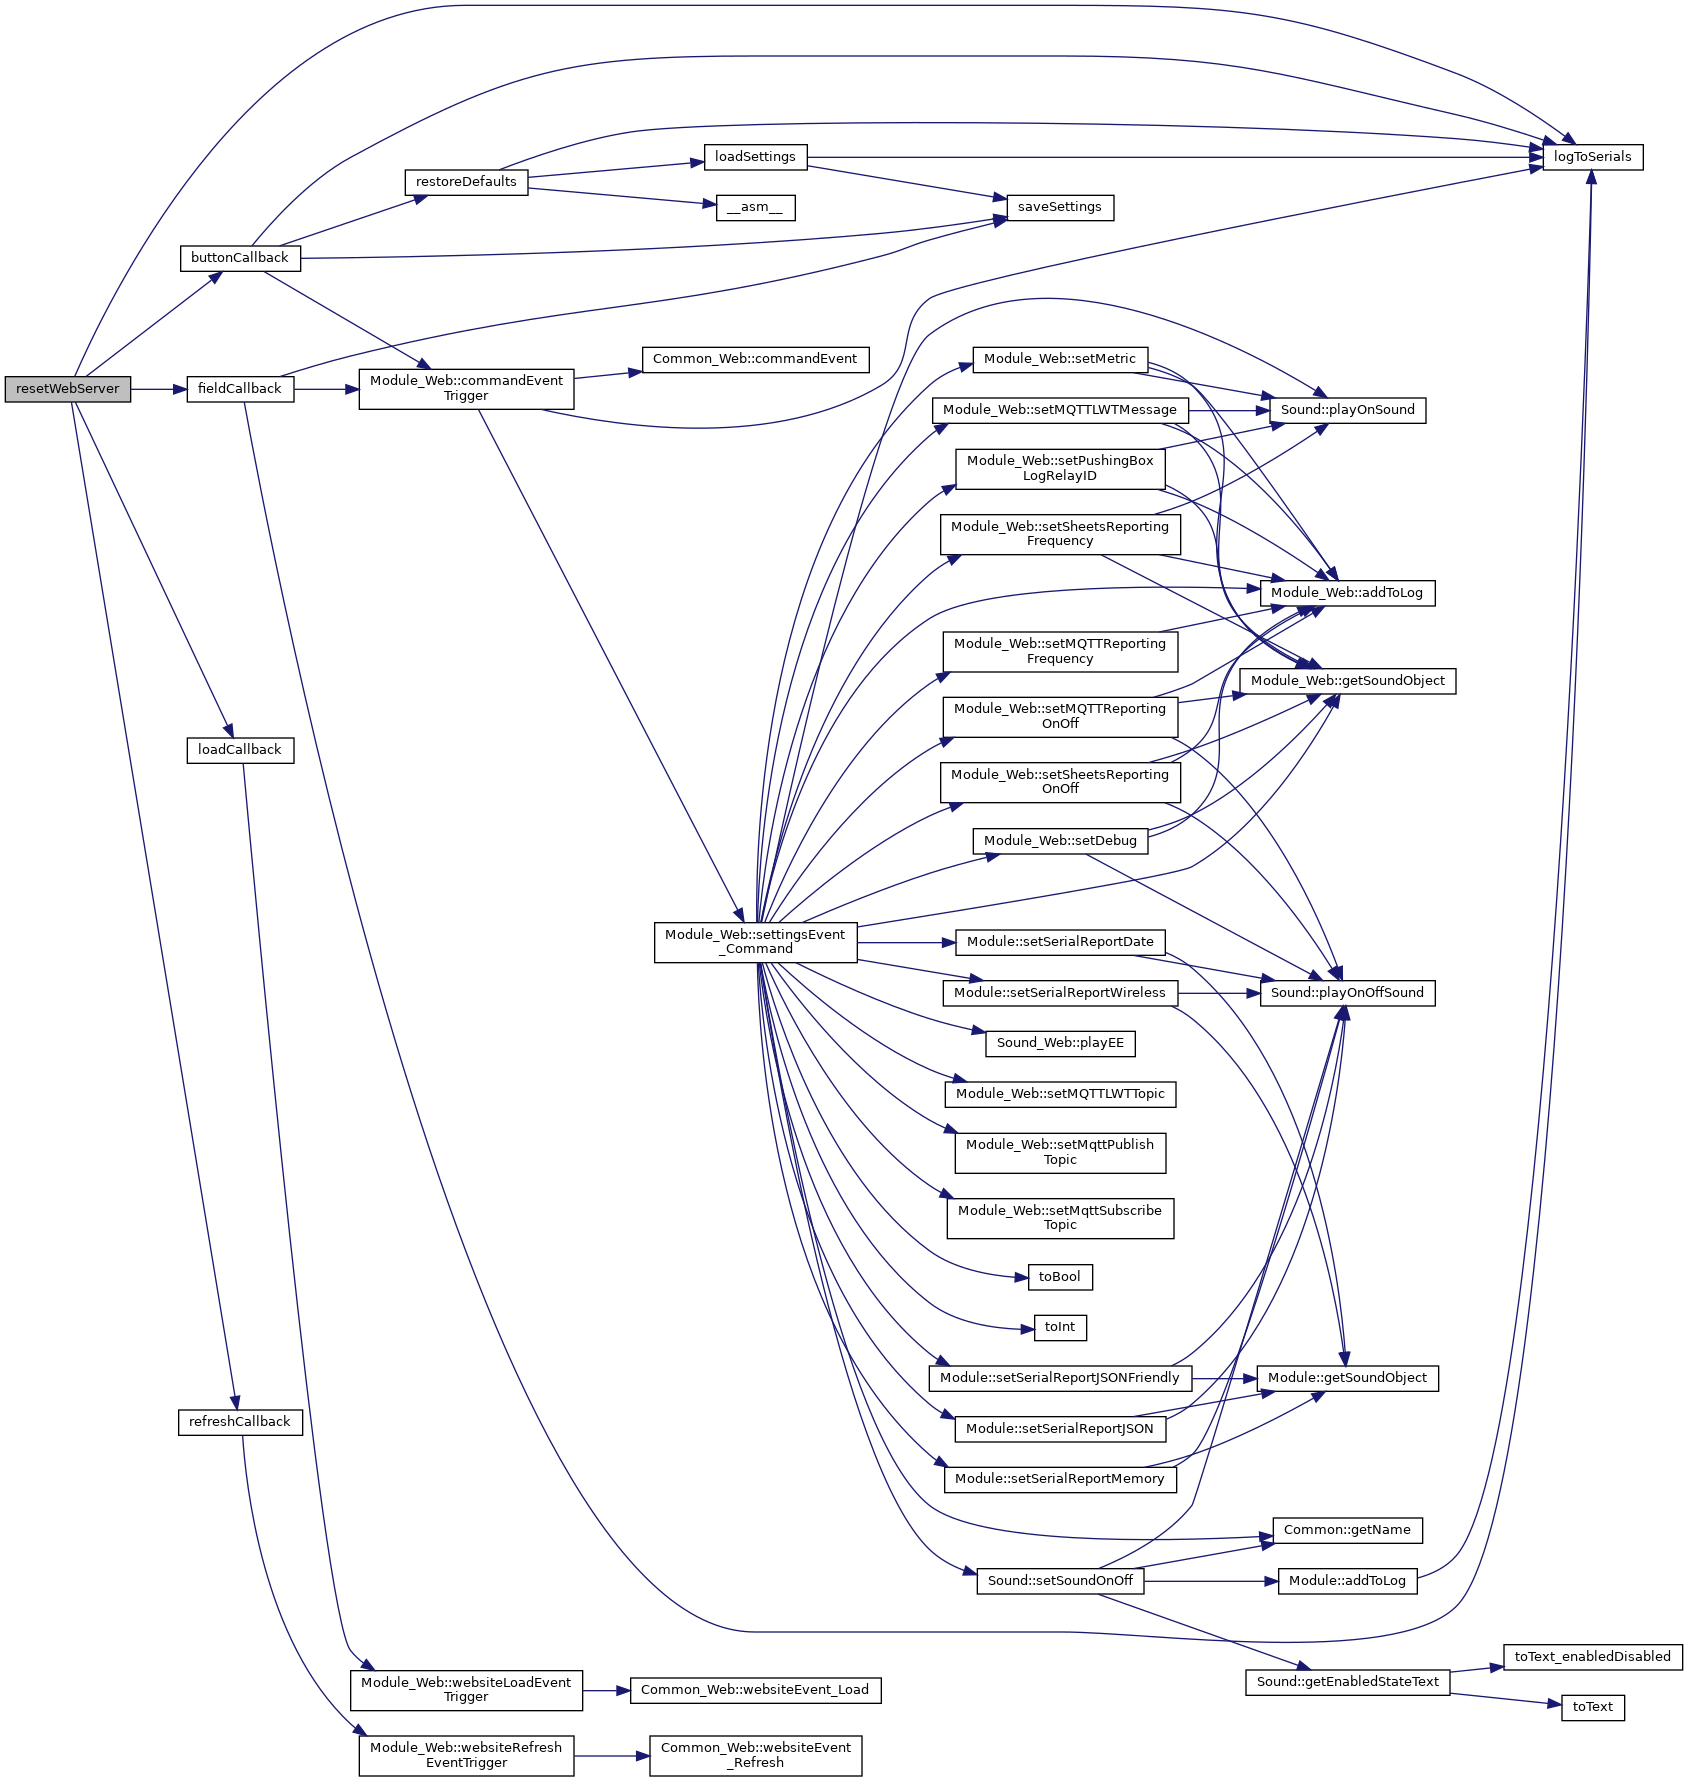 logToSerials
loadSettings
restoreDefaults
__asm__
saveSettings
buttonCallback
Common_Web::commandEvent
Module_Web::setMetric
resetWebServer
fieldCallback
Module_Web::commandEvent
Trigger
Module_Web::setMQTTLWTMessage
Sound::playOnSound
Module_Web::setPushingBox
LogRelayID
Module_Web::setSheetsReporting
Frequency
Module_Web::addToLog
Module_Web::setMQTTReporting
Frequency
Module_Web::getSoundObject
Module_Web::setMQTTReporting
OnOff
loadCallback
Module_Web::setSheetsReporting
OnOff
Module_Web::setDebug
Module_Web::settingsEvent
_Command
Module::setSerialReportDate
Module::setSerialReportWireless
Sound::playOnOffSound
Sound_Web::playEE
Module_Web::setMQTTLWTTopic
Module_Web::setMqttPublish
Topic
Module_Web::setMqttSubscribe
Topic
toBool
toInt
Module::setSerialReportJSONFriendly
Module::getSoundObject
refreshCallback
Module::setSerialReportJSON
Module::setSerialReportMemory
Common::getName
Sound::setSoundOnOff
Module::addToLog
toText_enabledDisabled
Sound::getEnabledStateText
Module_Web::websiteLoadEvent
Trigger
Common_Web::websiteEvent_Load
toText
Module_Web::websiteRefresh
EventTrigger
Common_Web::websiteEvent
_Refresh